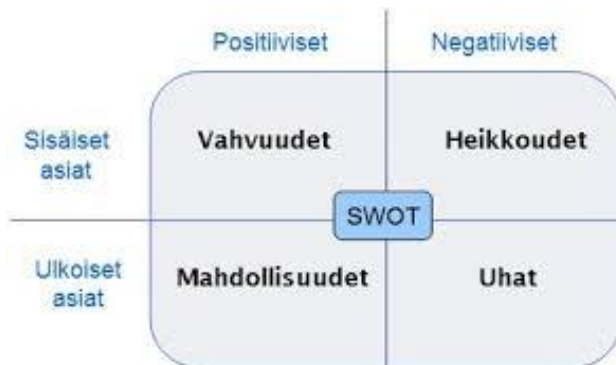 Positiiviset
Negatiiviset
Sisäiset
asiat
Vahvuudet
Heikkoudet
SWOT
Ulkoiset
asiat
Mahdollisuudet
Uhat